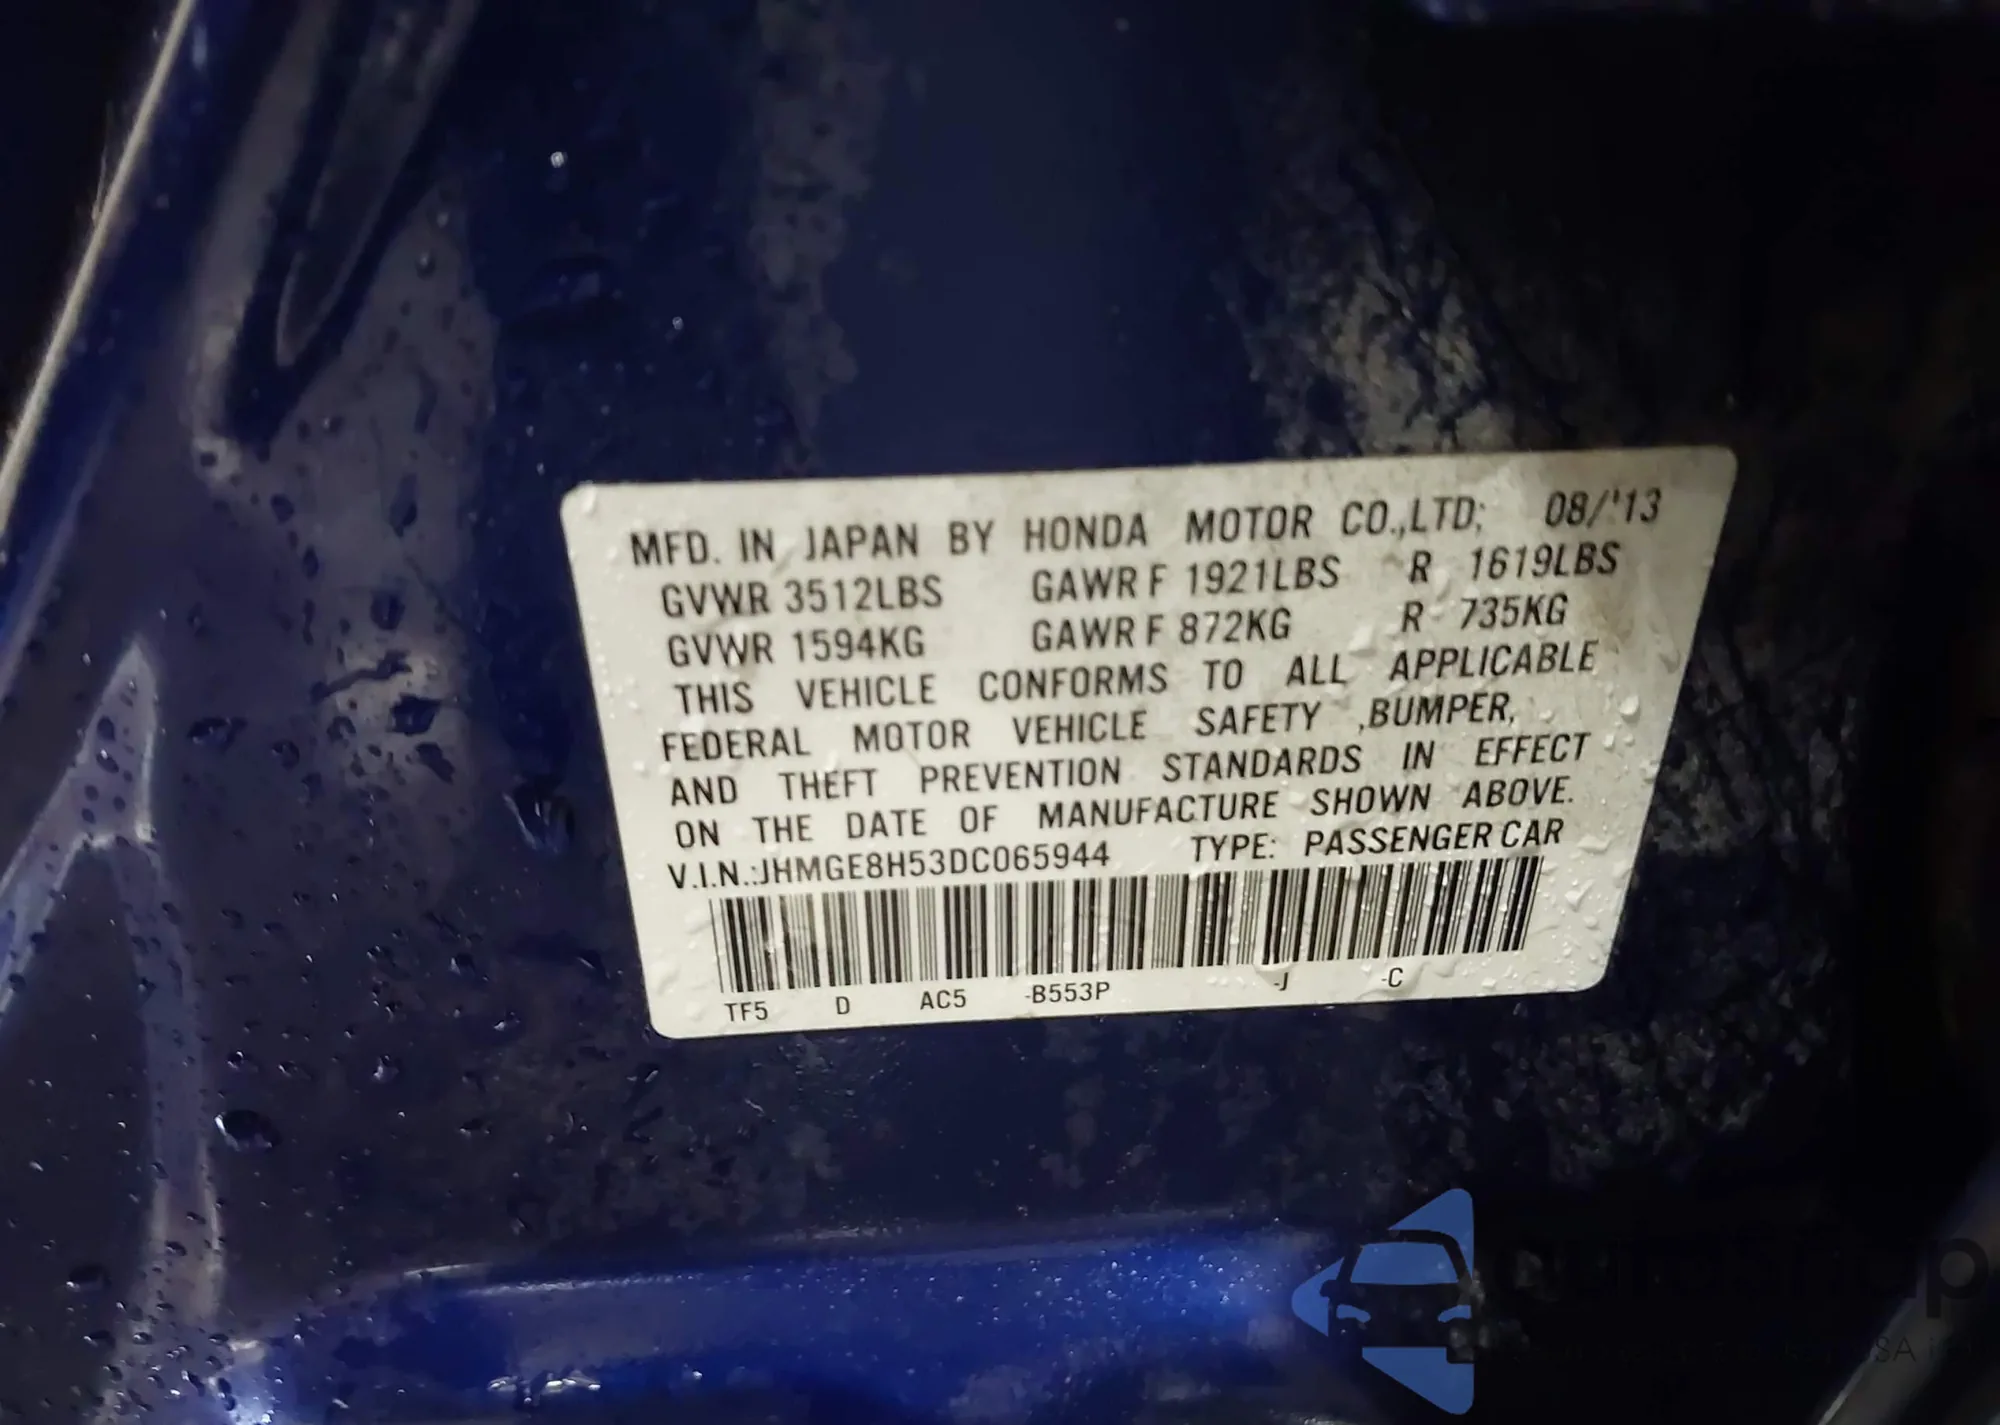 MFD. IN JAPAN BY HONDA MOTOR CO.,LTD; 08/'13
GVWR 3512LBS GAWR F 1921LBS R 1619LBS
GVWR 1594KG GAWR F 872KG R 735KG
THIS VEHICLE CONFORMS TO ALL APPLICABLE
FEDERAL MOTOR VEHICLE SAFETY ,BUMPER,
AND THEFT PREVENTION STANDARDS IN EFFECT
ON THE DATE OF MANUFACTURE SHOWN ABOVE.
V.I.N.:JHMGE8H53DC065944 TYPE: PASSENGER CAR
TF5 D AC5 -B553P -J -C